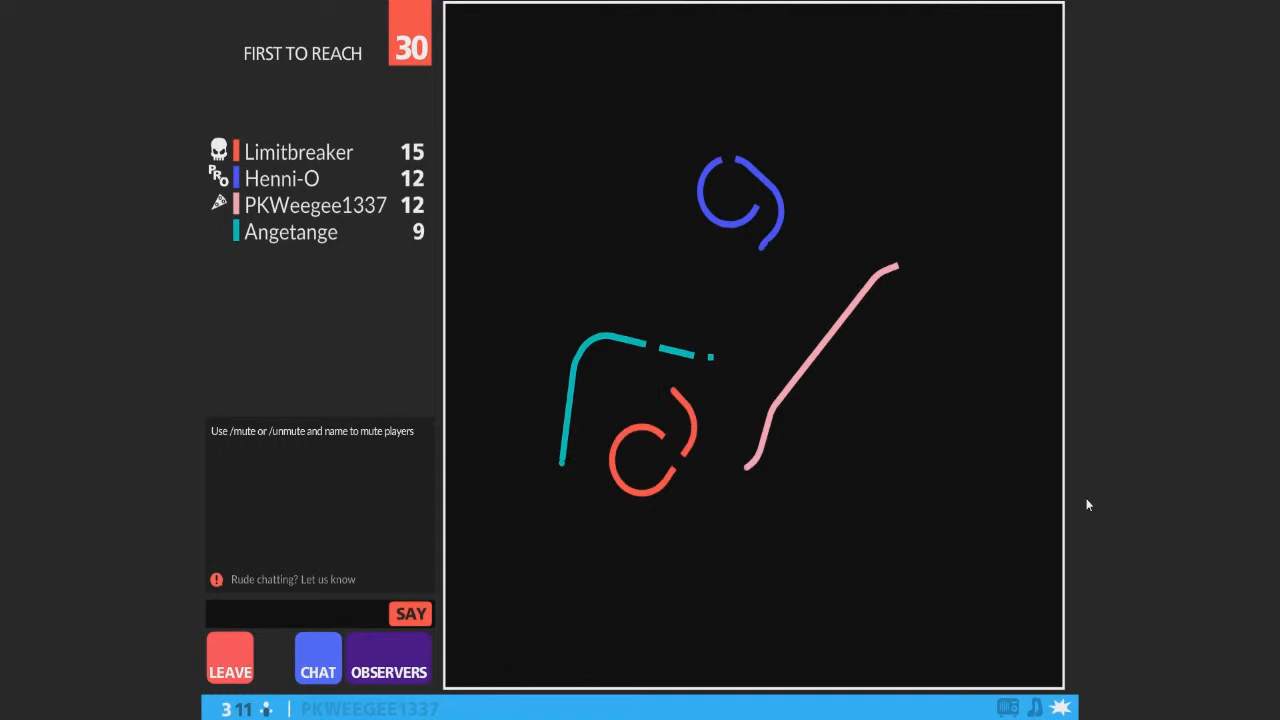 FIRST TO REACH 30
Limitbreaker 15
PRO Henni-O 12
PKWeegee1337 12
Angetange 9
Use /mute or /unmute and name to mute players
Rude chatting? Let us know
SAY
LEAVE CHAT OBSERVERS
3 11 PKWEEGEE1337